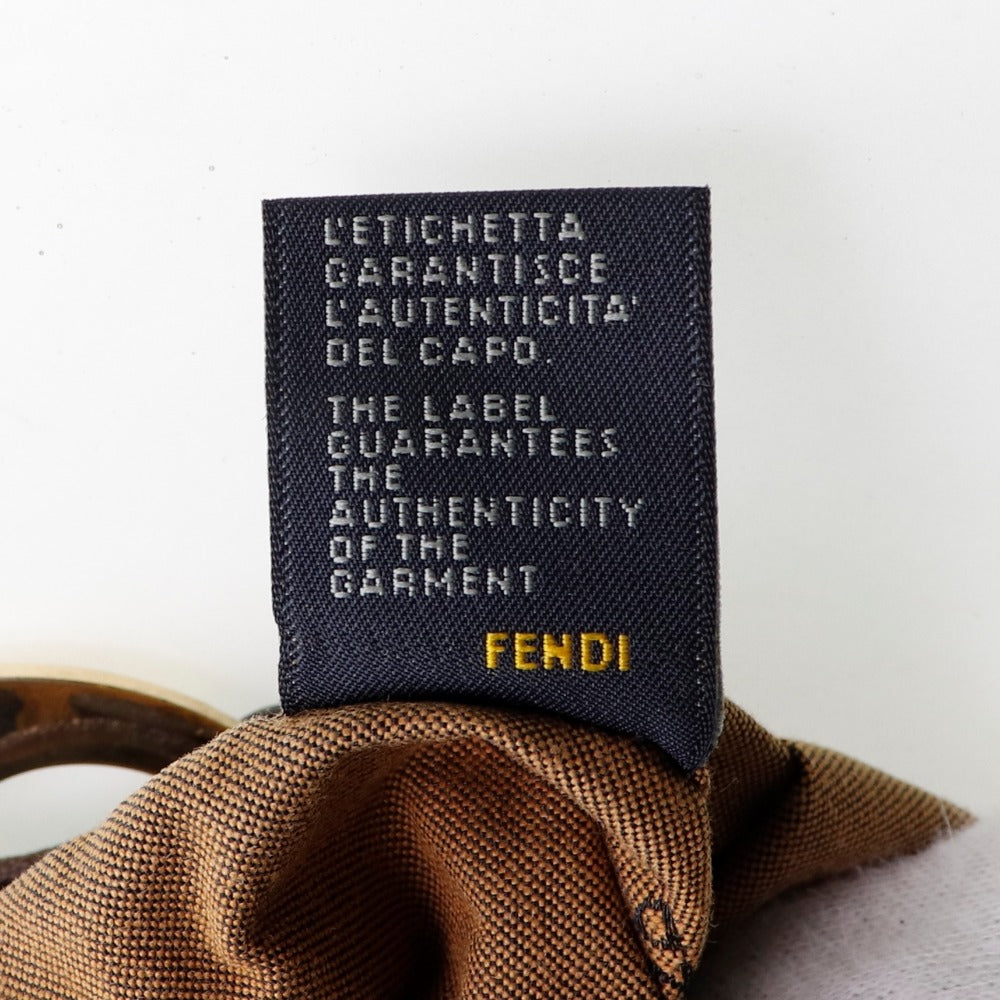 L'ETICHETTA
GARANTISCE
L'AUTENTICITA'
DEL CAPO.
THE LABEL
GUARANTEES
THE
AUTHENTICITY
OF THE
GARMENT
FENDI